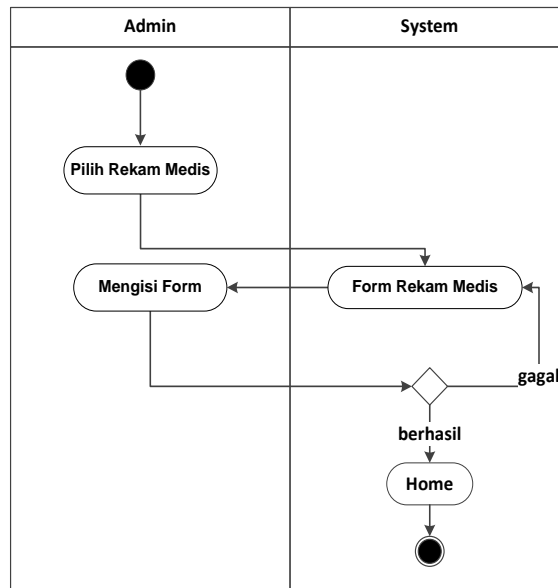 Admin
System
Pilih Rekam Medis
Mengisi Form
Form Rekam Medis
gagal
berhasil
Home